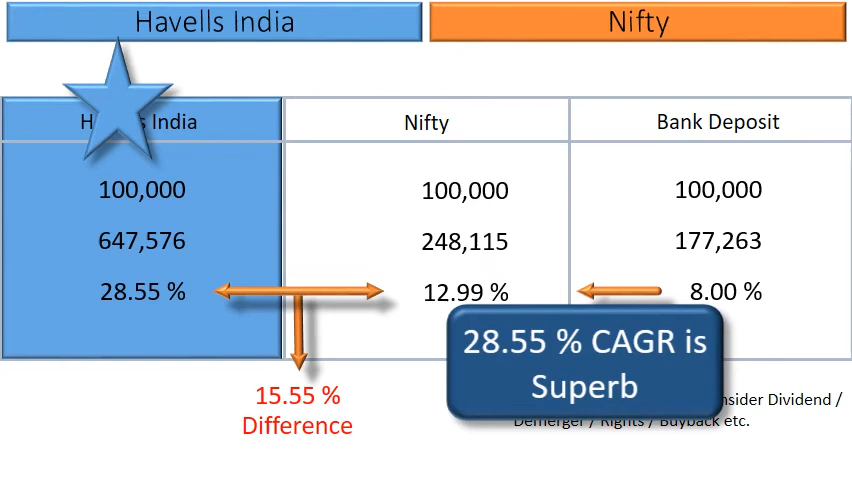 Havells India
Nifty
H s India
Nifty
Bank Deposit
100,000
100,000
100,000
647,576
248,115
177,263
28.55 %
12.99 %
8.00 %
28.55 % CAGR is
Superb
15.55 %
Difference
nsider Dividend /
Demerger / Rights / Buyback etc.